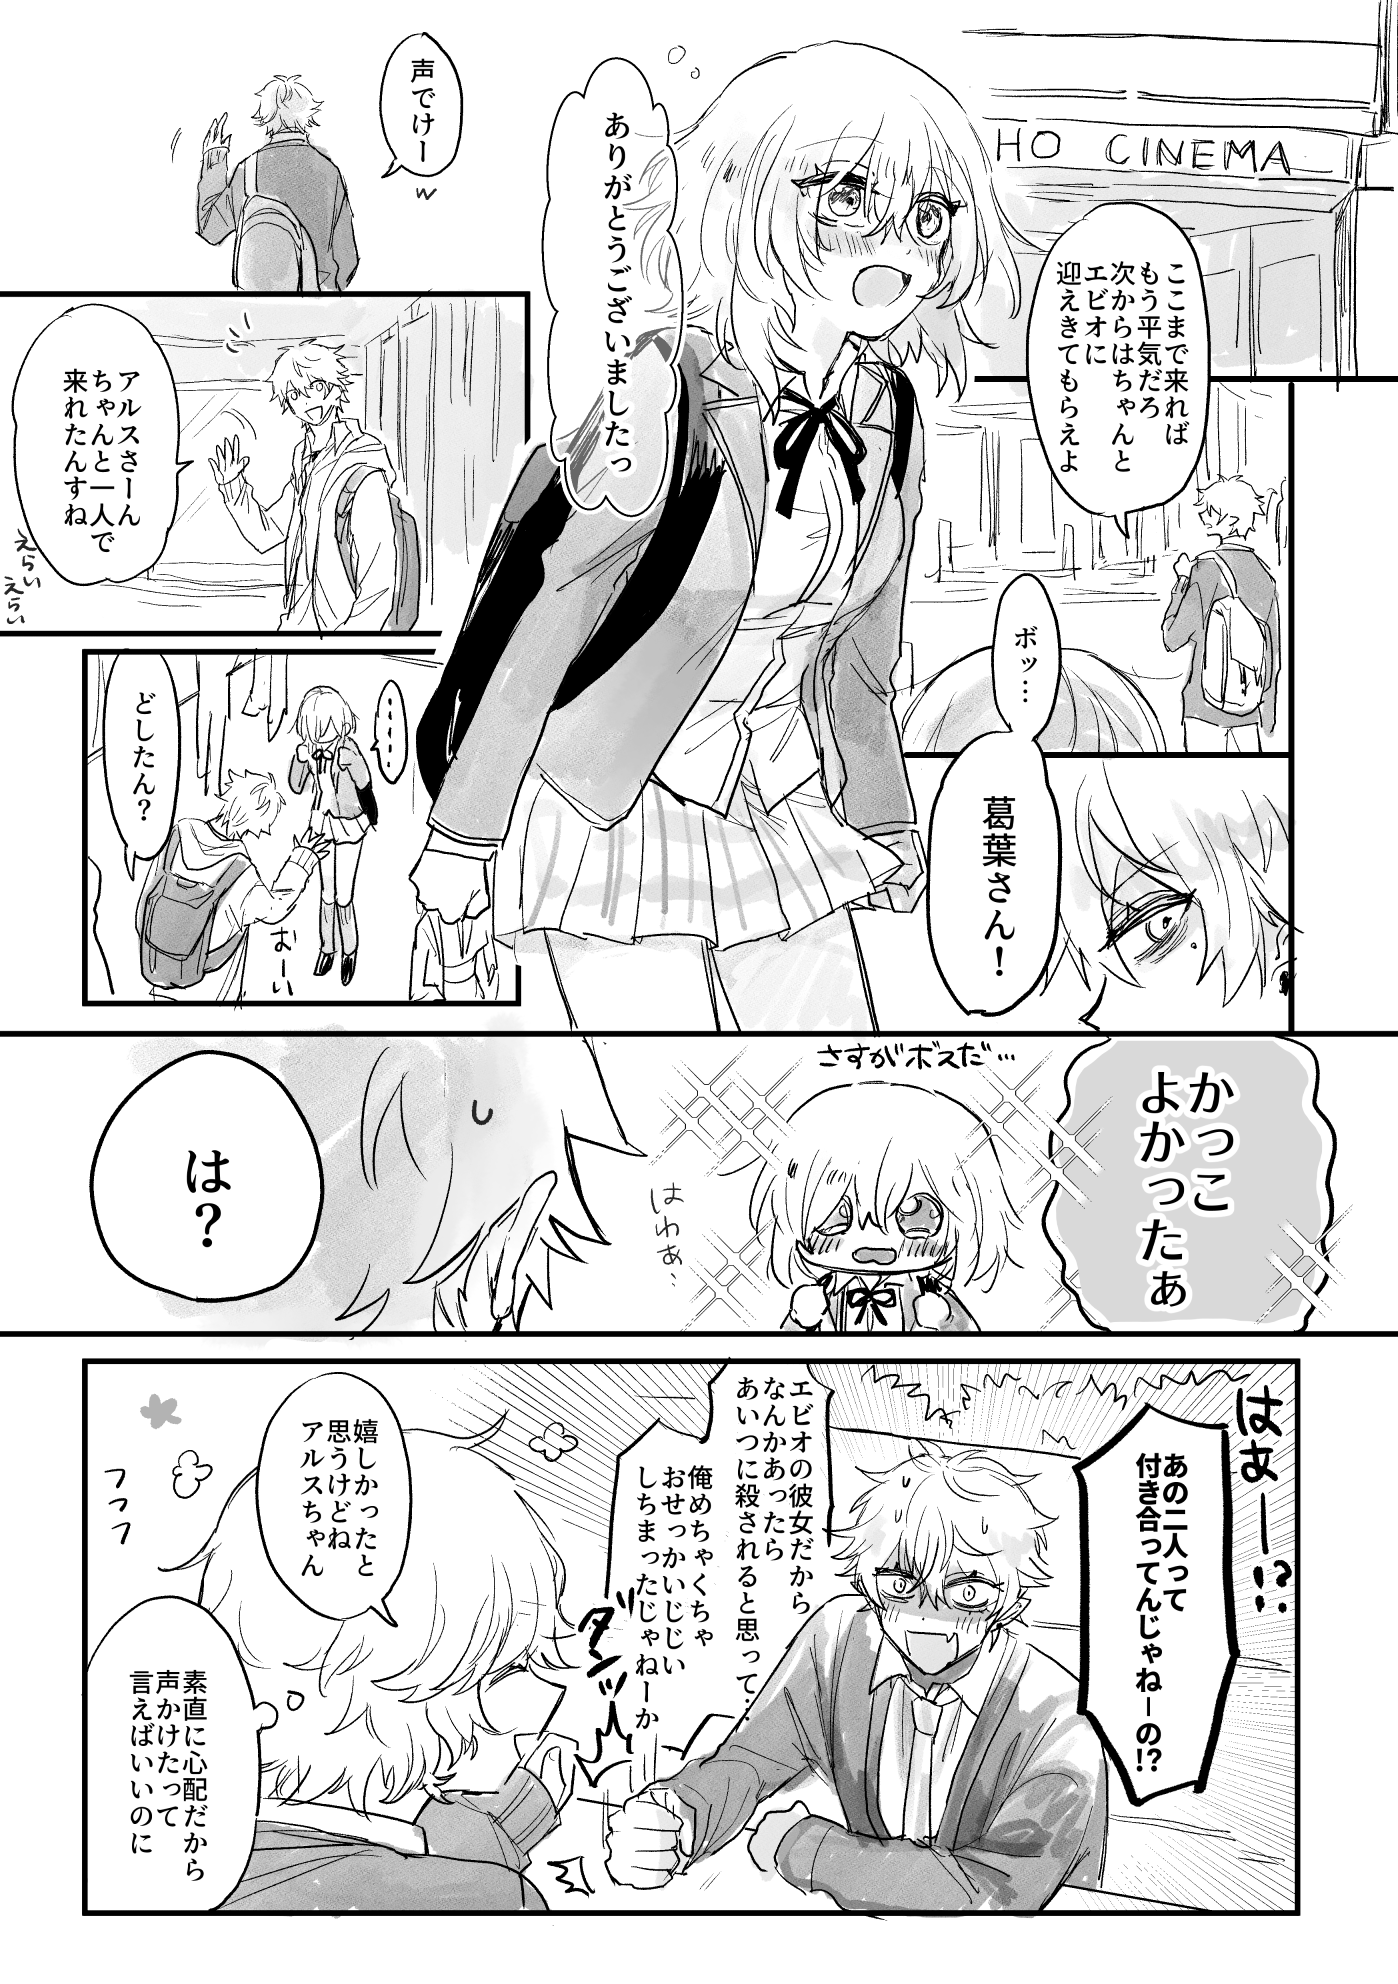 HO CINEMA
ここまで来れば
もう平気だろ
次からはちゃんと
エビオに
迎えきてもらえよ
ボッ…
葛葉さん!
ありがとうございましたっ
声でけー
w
アルスさーん
ちゃんと一人で
来れたんすね
えらい
えらい
……
どしたん?
おーい
かっこ
よかったぁ
さすがボスだ…
はわぁ…
は?
はぁー!??
あの二人って
付き合ってんじゃねーの!?
エビオの彼女だから
なんかあったら
あいつに殺されると思って…
俺めちゃくちゃ
おせっかいじじい
しちまったじゃねーか
ダンッ
嬉しかったと
思うけどね
アルスちゃん
フフフ
素直に心配だから
声かけたって
言えばいいのに